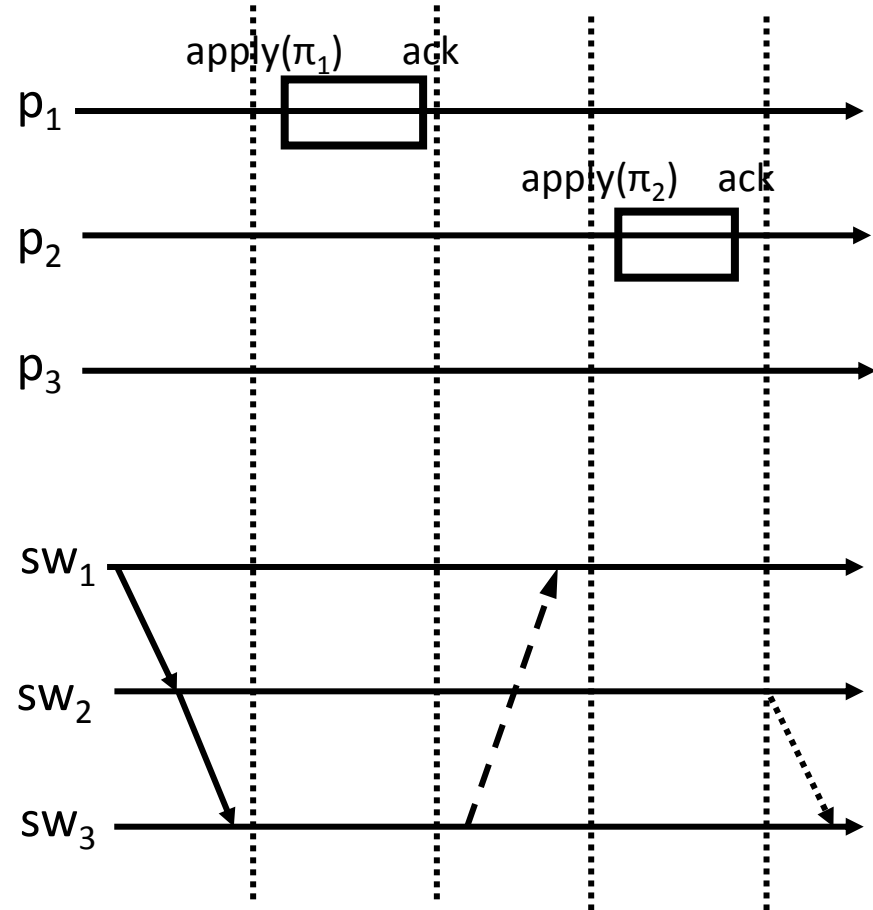 apply(π₁) ack
p₁
apply(π₂) ack
p₂
p₃
sw₁
sw₂
sw₃